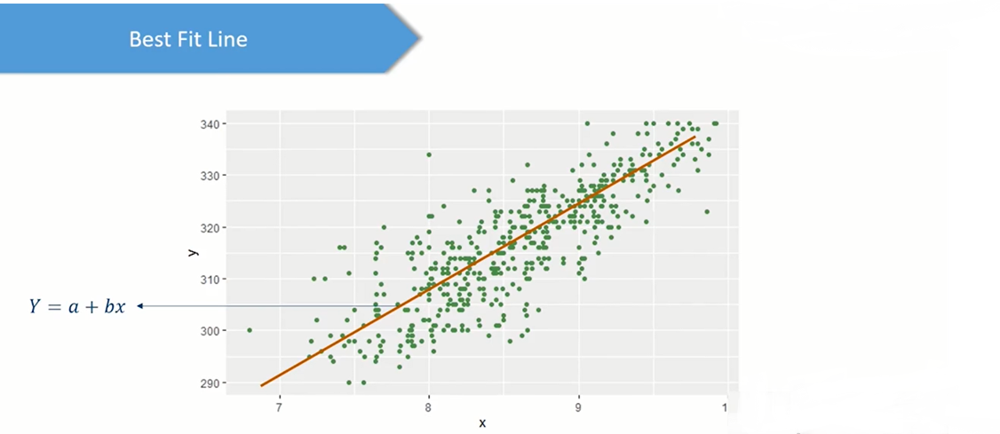 Best Fit Line
340
330
320
y
310
Y = a + bx
300
290
7 8 9 1
x